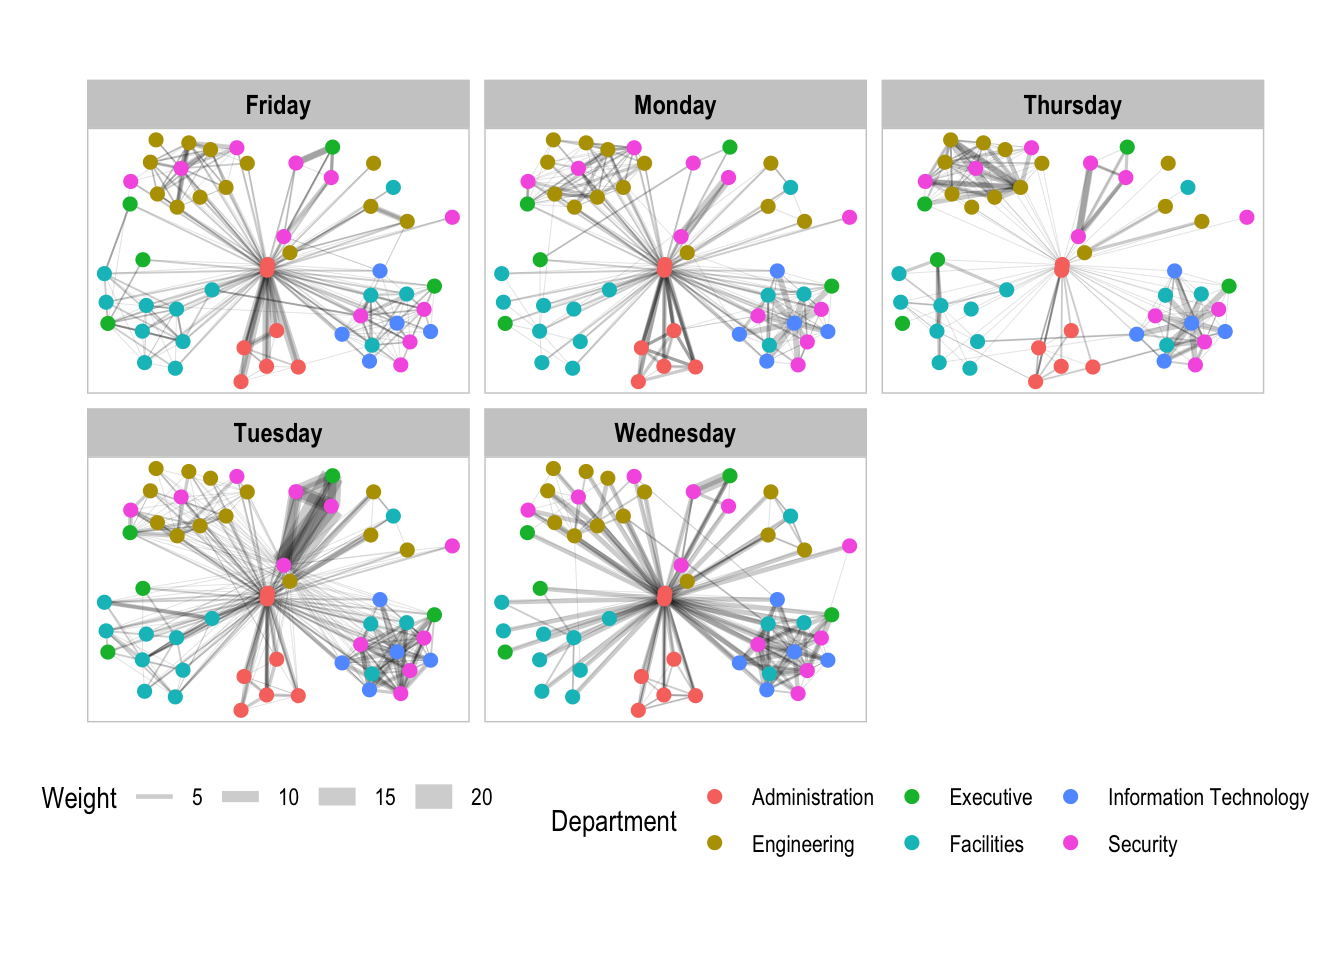 Friday
Monday
Thursday
Tuesday
Wednesday
Weight 5 10 15 20
Department
Administration Executive Information Technology
Engineering Facilities Security